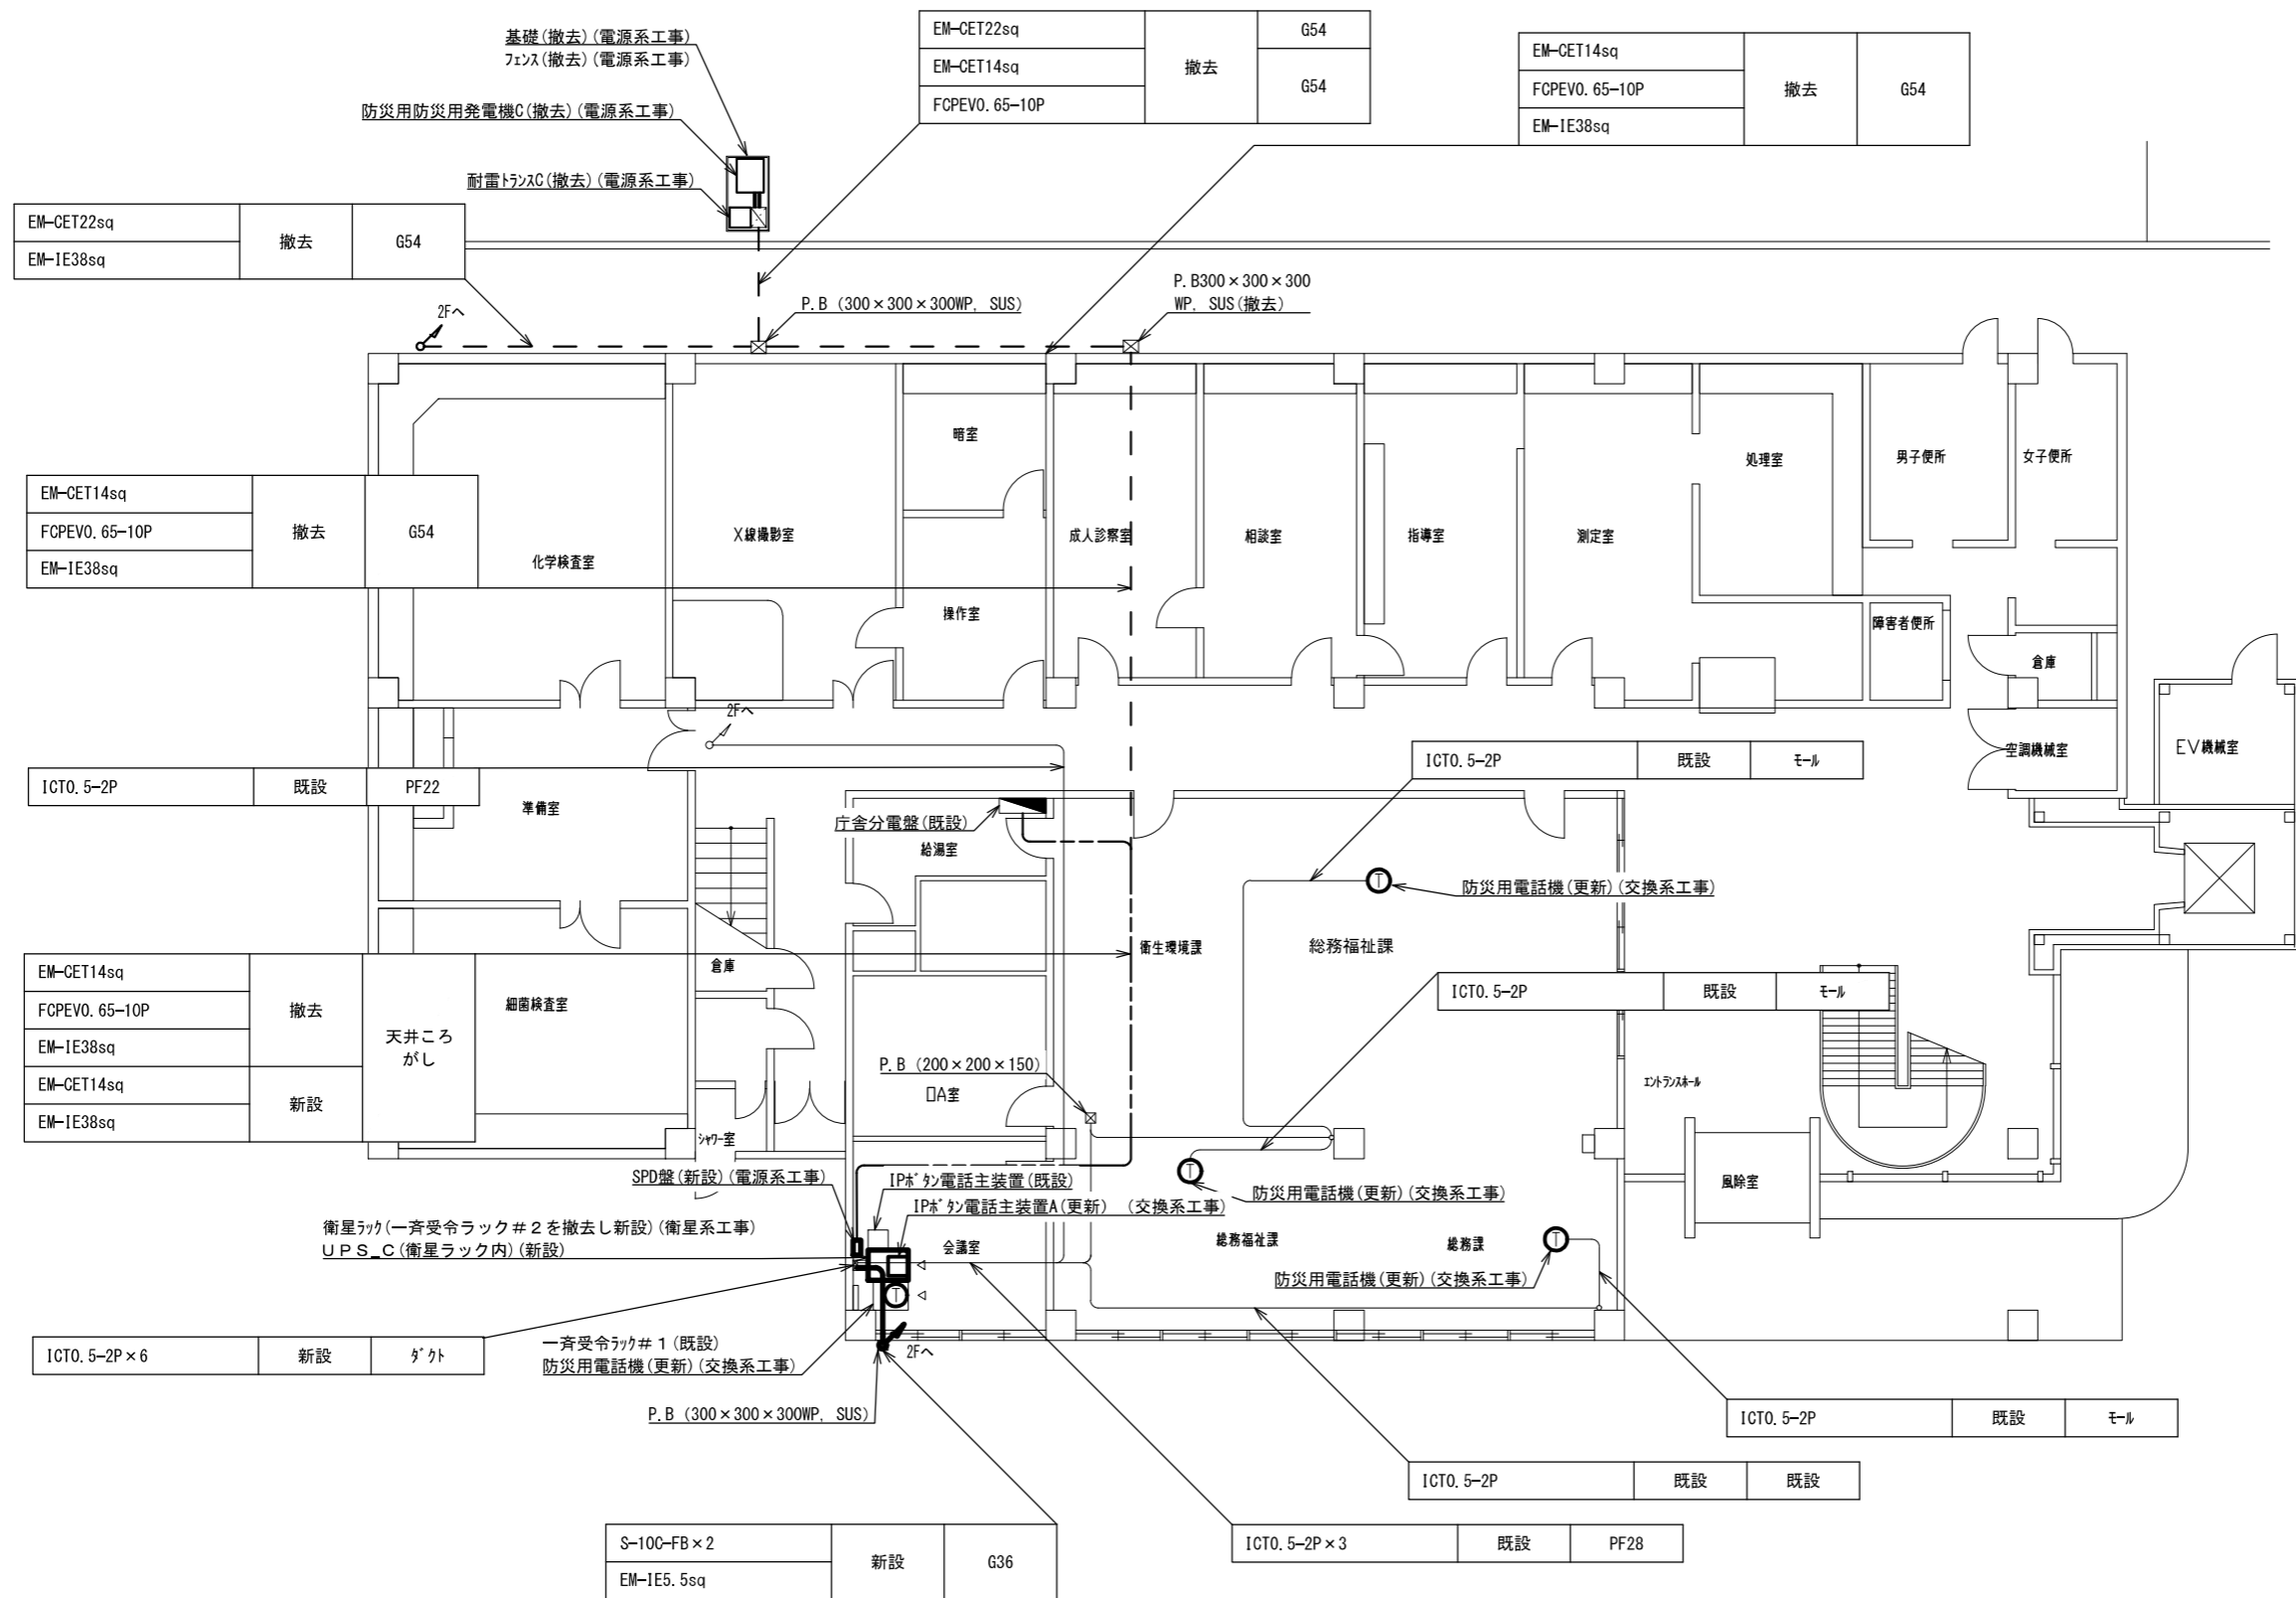 基礎(撤去)(電源系工事)
フェンス(撤去)(電源系工事)
防災用防災用発電機C(撤去)(電源系工事)
耐雷トランスC(撤去)(電源系工事)
EM-CET22sq
EM-CET14sq
FCPEV0.65-10P
撤去
G54
G54
EM-CET14sq
FCPEV0.65-10P
EM-IE38sq
撤去
G54
EM-CET22sq
EM-IE38sq
撤去
G54
2Fへ
P.B (300×300×300WP, SUS)
P.B300×300×300
WP, SUS(撤去)
暗室
処理室
男子便所
女子便所
EM-CET14sq
FCPEV0.65-10P
EM-IE38sq
撤去
G54
化学検査室
X線撮影室
成人診察室
相談室
指導室
測定室
操作室
障害者便所
倉庫
2Fへ
空調機械室
EV機械室
ICT0.5-2P
既設
PF22
ICT0.5-2P
既設
モール
準備室
庁舎分電盤(既設)
給湯室
防災用電話機(更新)(交換系工事)
衛生環境課
総務福祉課
倉庫
EM-CET14sq
FCPEV0.65-10P
EM-IE38sq
撤去
EM-CET14sq
EM-IE38sq
新設
天井ころ
がし
細菌検査室
ICT0.5-2P
既設
モール
P.B (200×200×150)
OA室
エントランスホール
シャワー室
SPD盤(新設)(電源系工事)
IPボタン電話主装置(既設)
IPボタン電話主装置A(更新) (交換系工事)
防災用電話機(更新)(交換系工事)
風除室
衛星ラック(一斉受令ラック#2を撤去し新設)(衛星系工事)
UPS_C(衛星ラック内)(新設)
会議室
総務福祉課
総務課
防災用電話機(更新)(交換系工事)
ICT0.5-2P×6
新設
ダクト
一斉受令ラック#1(既設)
防災用電話機(更新)(交換系工事)
2Fへ
P.B (300×300×300WP, SUS)
ICT0.5-2P
既設
モール
ICT0.5-2P
既設
既設
S-10C-FB×2
EM-IE5.5sq
新設
G36
ICT0.5-2P×3
既設
PF28
T
T
T
T